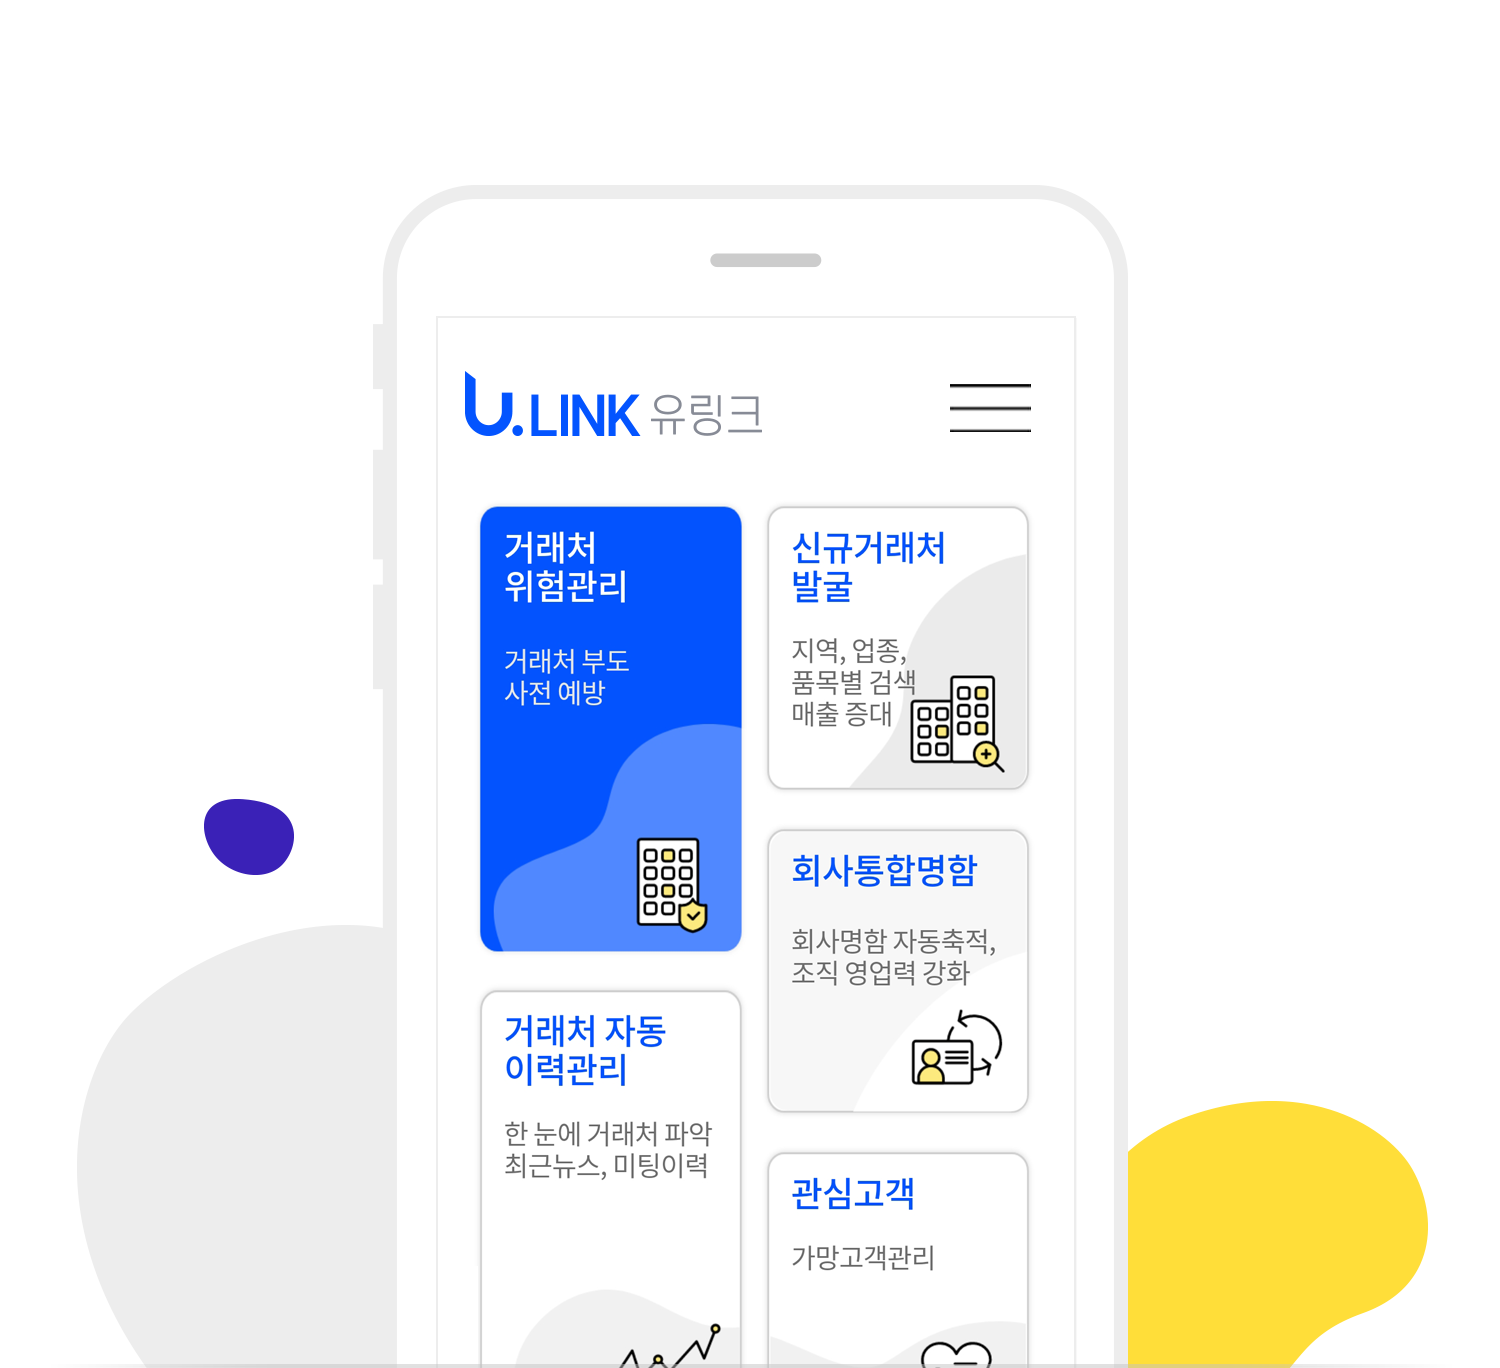 U.LINK 유링크
거래처
위험관리
거래처 부도
사전 예방
신규거래처
발굴
지역, 업종,
품목별 검색
매출 증대
회사통합명함
회사명함 자동축적,
조직 영업력 강화
거래처 자동
이력관리
한 눈에 거래처 파악
최근뉴스, 미팅이력
관심고객
가망고객관리